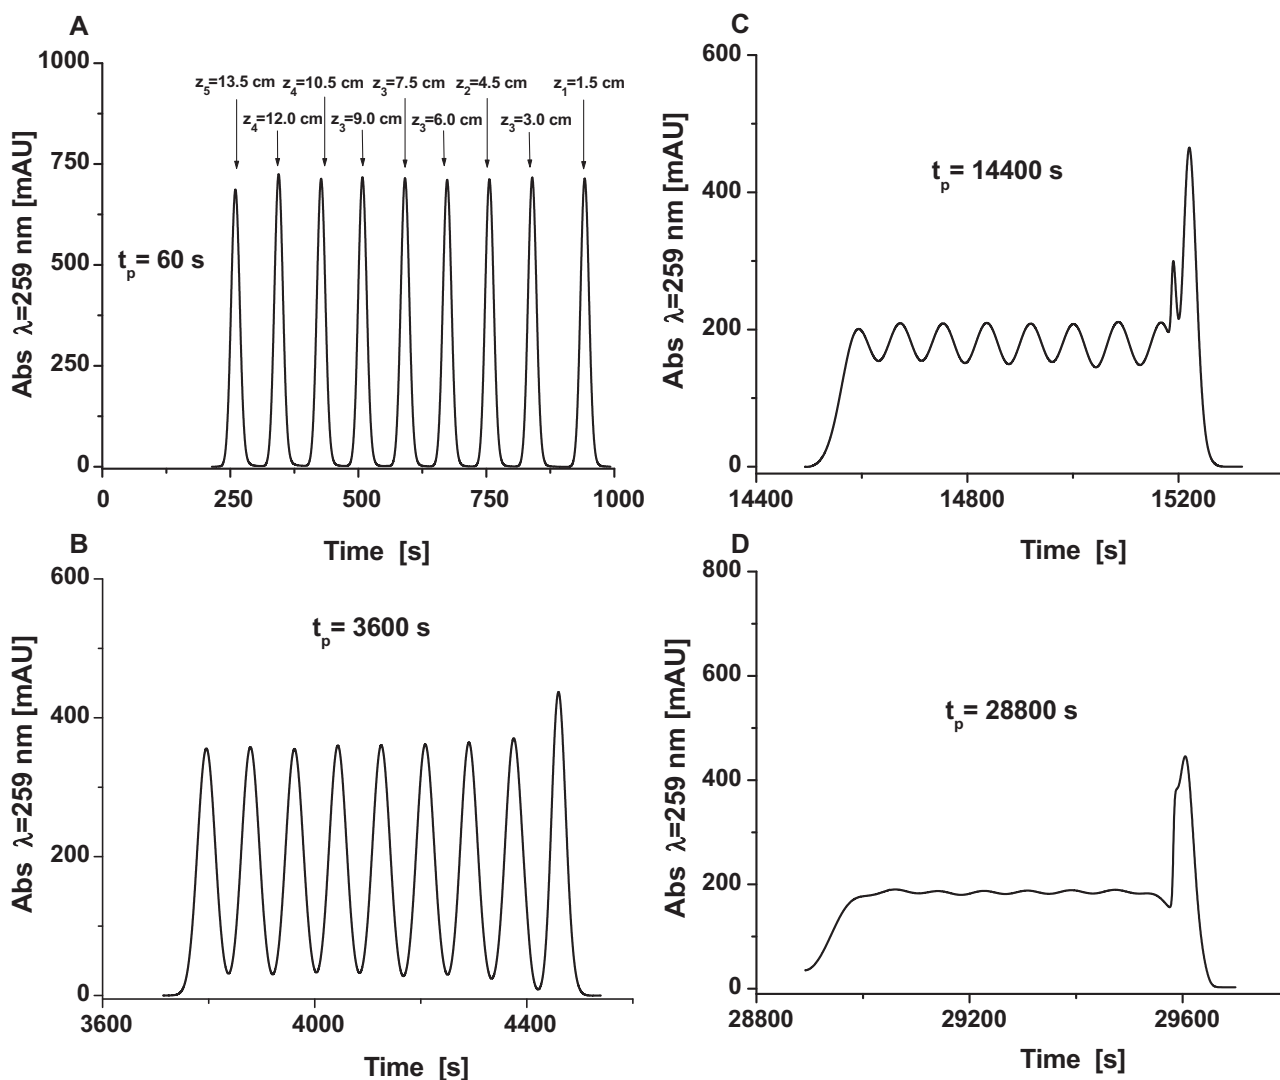 A
1000
750
500
250
0
Abs λ=259 nm [mAU]
z5=13.5 cm z4=10.5 cm z3=7.5 cm z2=4.5 cm z1=1.5 cm
z4=12.0 cm z3=9.0 cm z3=6.0 cm z3=3.0 cm
tp= 60 s
0 250 500 750 1000
Time [s]
B
600
400
200
0
Abs λ=259 nm [mAU]
tp= 3600 s
3600 4000 4400
Time [s]
C
600
400
200
0
Abs λ=259 nm [mAU]
tp= 14400 s
14400 14800 15200
Time [s]
D
800
600
400
200
0
Abs λ=259 nm [mAU]
tp= 28800 s
28800 29200 29600
Time [s]